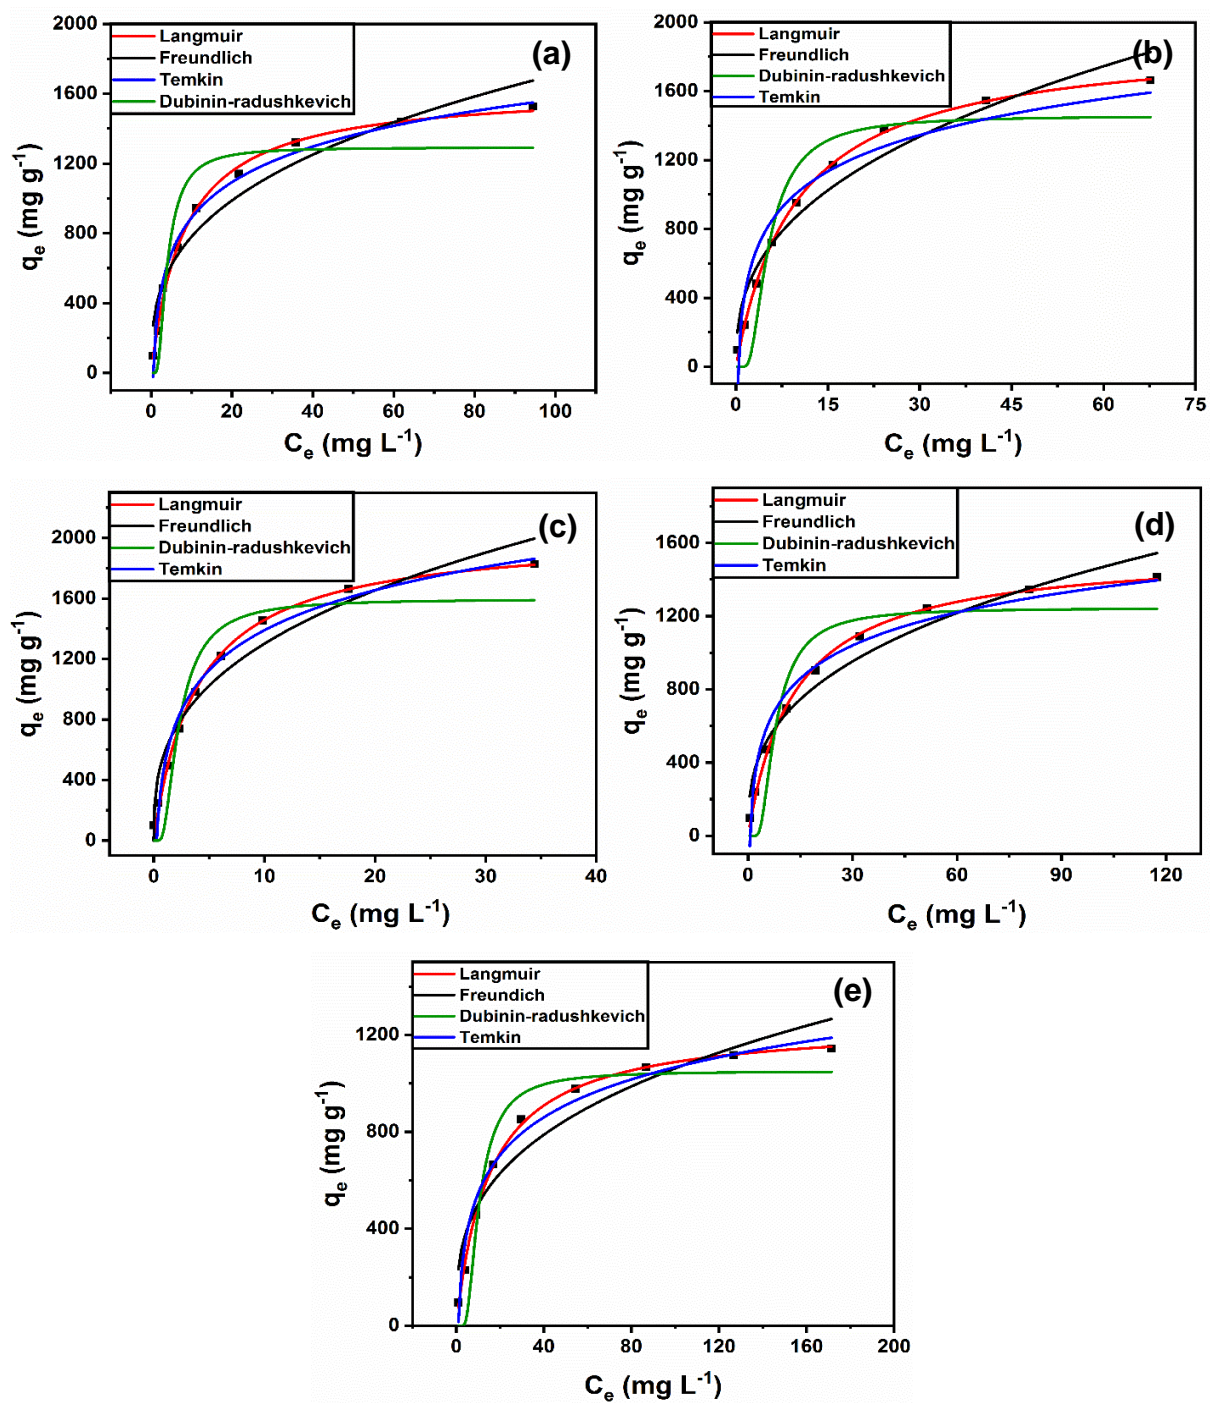 Langmuir
Freundlich
Temkin
Dubinin-radushkevich
(a)
2000
1600
1200
800
400
0
qe (mg g-1)
0 20 40 60 80 100
Ce (mg L-1)
Langmuir
Freundlich
Dubinin-radushkevich
Temkin
(b)
2000
1600
1200
800
400
0
qe (mg g-1)
0 15 30 45 60 75
Ce (mg L-1)
Langmuir
Freundlich
Dubinin-radushkevich
Temkin
(c)
2000
1600
1200
800
400
0
qe (mg g-1)
0 10 20 30 40
Ce (mg L-1)
Langmuir
Freundlich
Dubinin-radushkevich
Temkin
(d)
1600
1200
800
400
0
qe (mg g-1)
0 30 60 90 120
Ce (mg L-1)
Langmuir
Freundich
Dubinin-radushkevich
Temkin
(e)
1200
800
400
0
qe (mg g-1)
0 40 80 120 160 200
Ce (mg L-1)